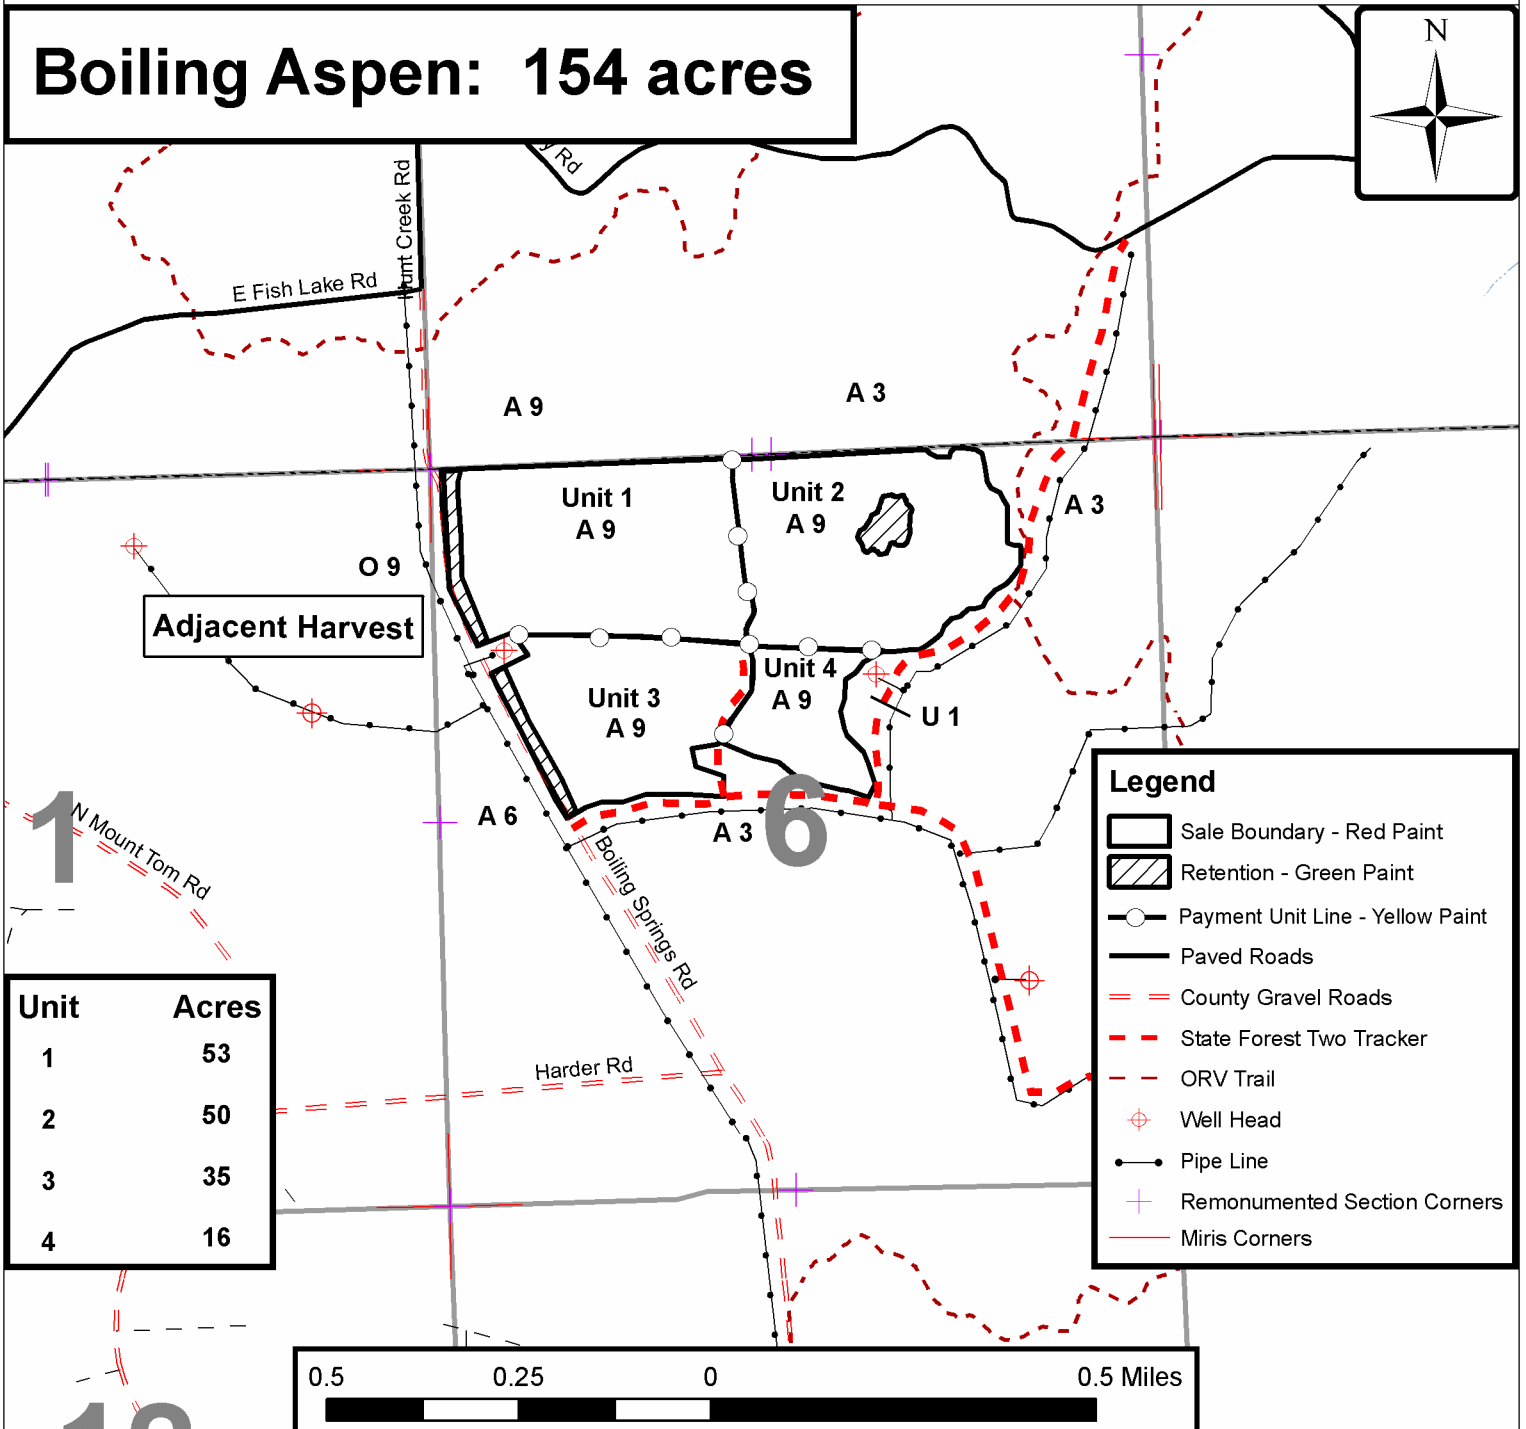 Boiling Aspen: 154 acres
N
y Rd
Hunt Creek Rd
E Fish Lake Rd
A 9
A 3
Unit 1
A 9
Unit 2
A 9
A 3
O 9
Adjacent Harvest
Unit 3
A 9
Unit 4
A 9
U 1
A 6
A 3
6
1
N Mount Tom Rd
Boiling Springs Rd
Harder Rd
Unit Acres
1 53
2 50
3 35
4 16
Legend
Sale Boundary - Red Paint
Retention - Green Paint
Payment Unit Line - Yellow Paint
Paved Roads
County Gravel Roads
State Forest Two Tracker
ORV Trail
Well Head
Pipe Line
Remonumented Section Corners
Miris Corners
0.5 0.25 0 0.5 Miles